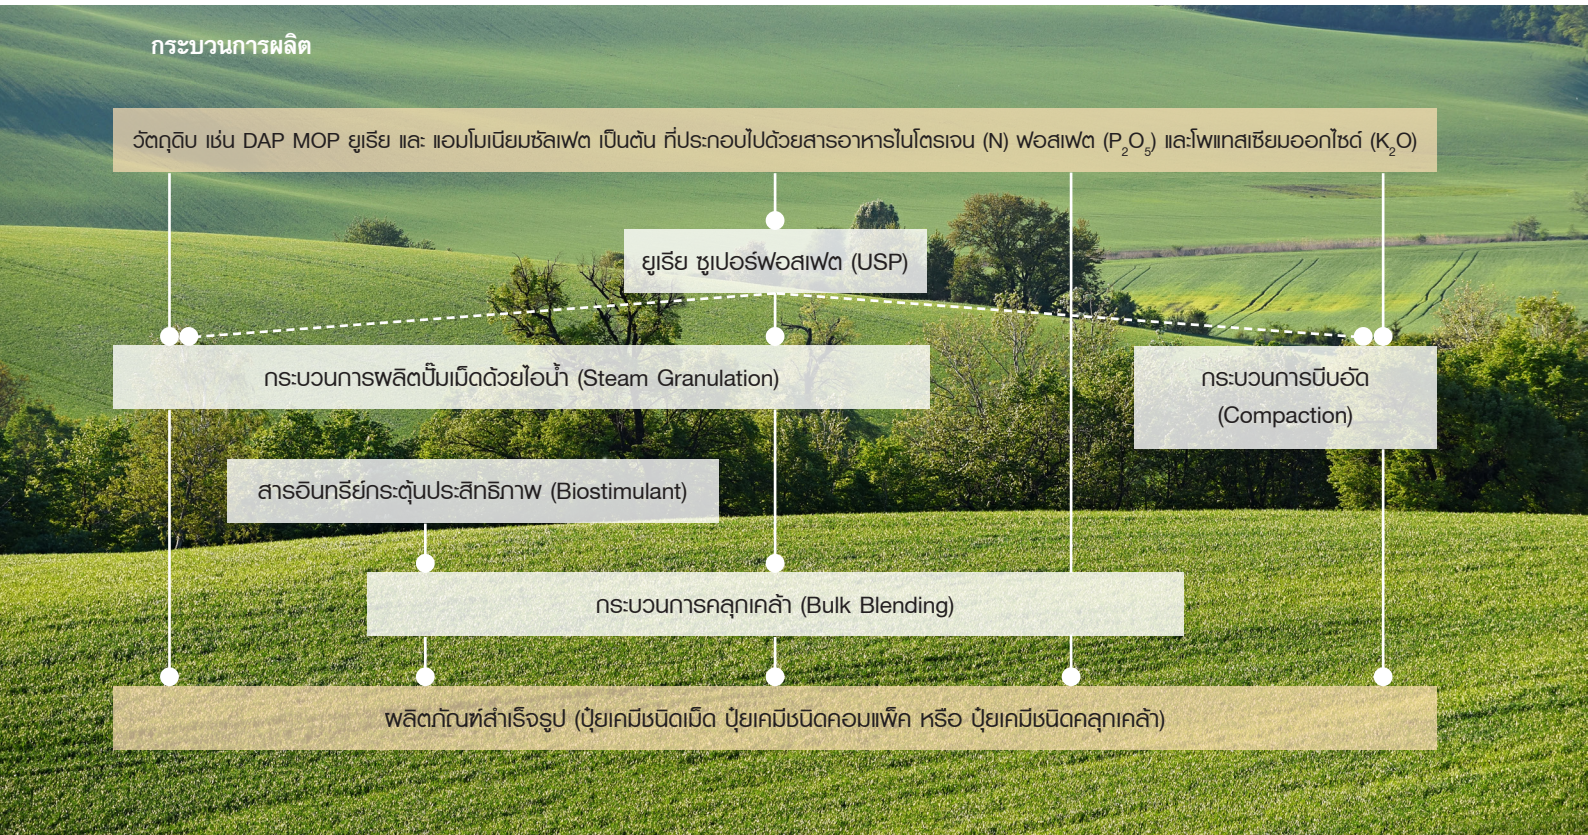 กระบวนการผลิต
วัตถุดิบ เช่น DAP MOP ยูเรีย และ แอมโมเนียมซัลเฟต เป็นต้น ที่ประกอบไปด้วยสารอาหารไนโตรเจน (N) ฟอสเฟต (P₂O₅) และโพแทสเซียมออกไซด์ (K₂O)
ยูเรีย ซูเปอร์ฟอสเฟต (USP)
กระบวนการผลิตปั๊มเม็ดด้วยไอน้ำ (Steam Granulation)
กระบวนการบีบอัด
(Compaction)
สารอินทรีย์กระตุ้นประสิทธิภาพ (Biostimulant)
กระบวนการคลุกเคล้า (Bulk Blending)
ผลิตภัณฑ์สำเร็จรูป (ปุ๋ยเคมีชนิดเม็ด ปุ๋ยเคมีชนิดคอมแพ็ค หรือ ปุ๋ยเคมีชนิดคลุกเคล้า)